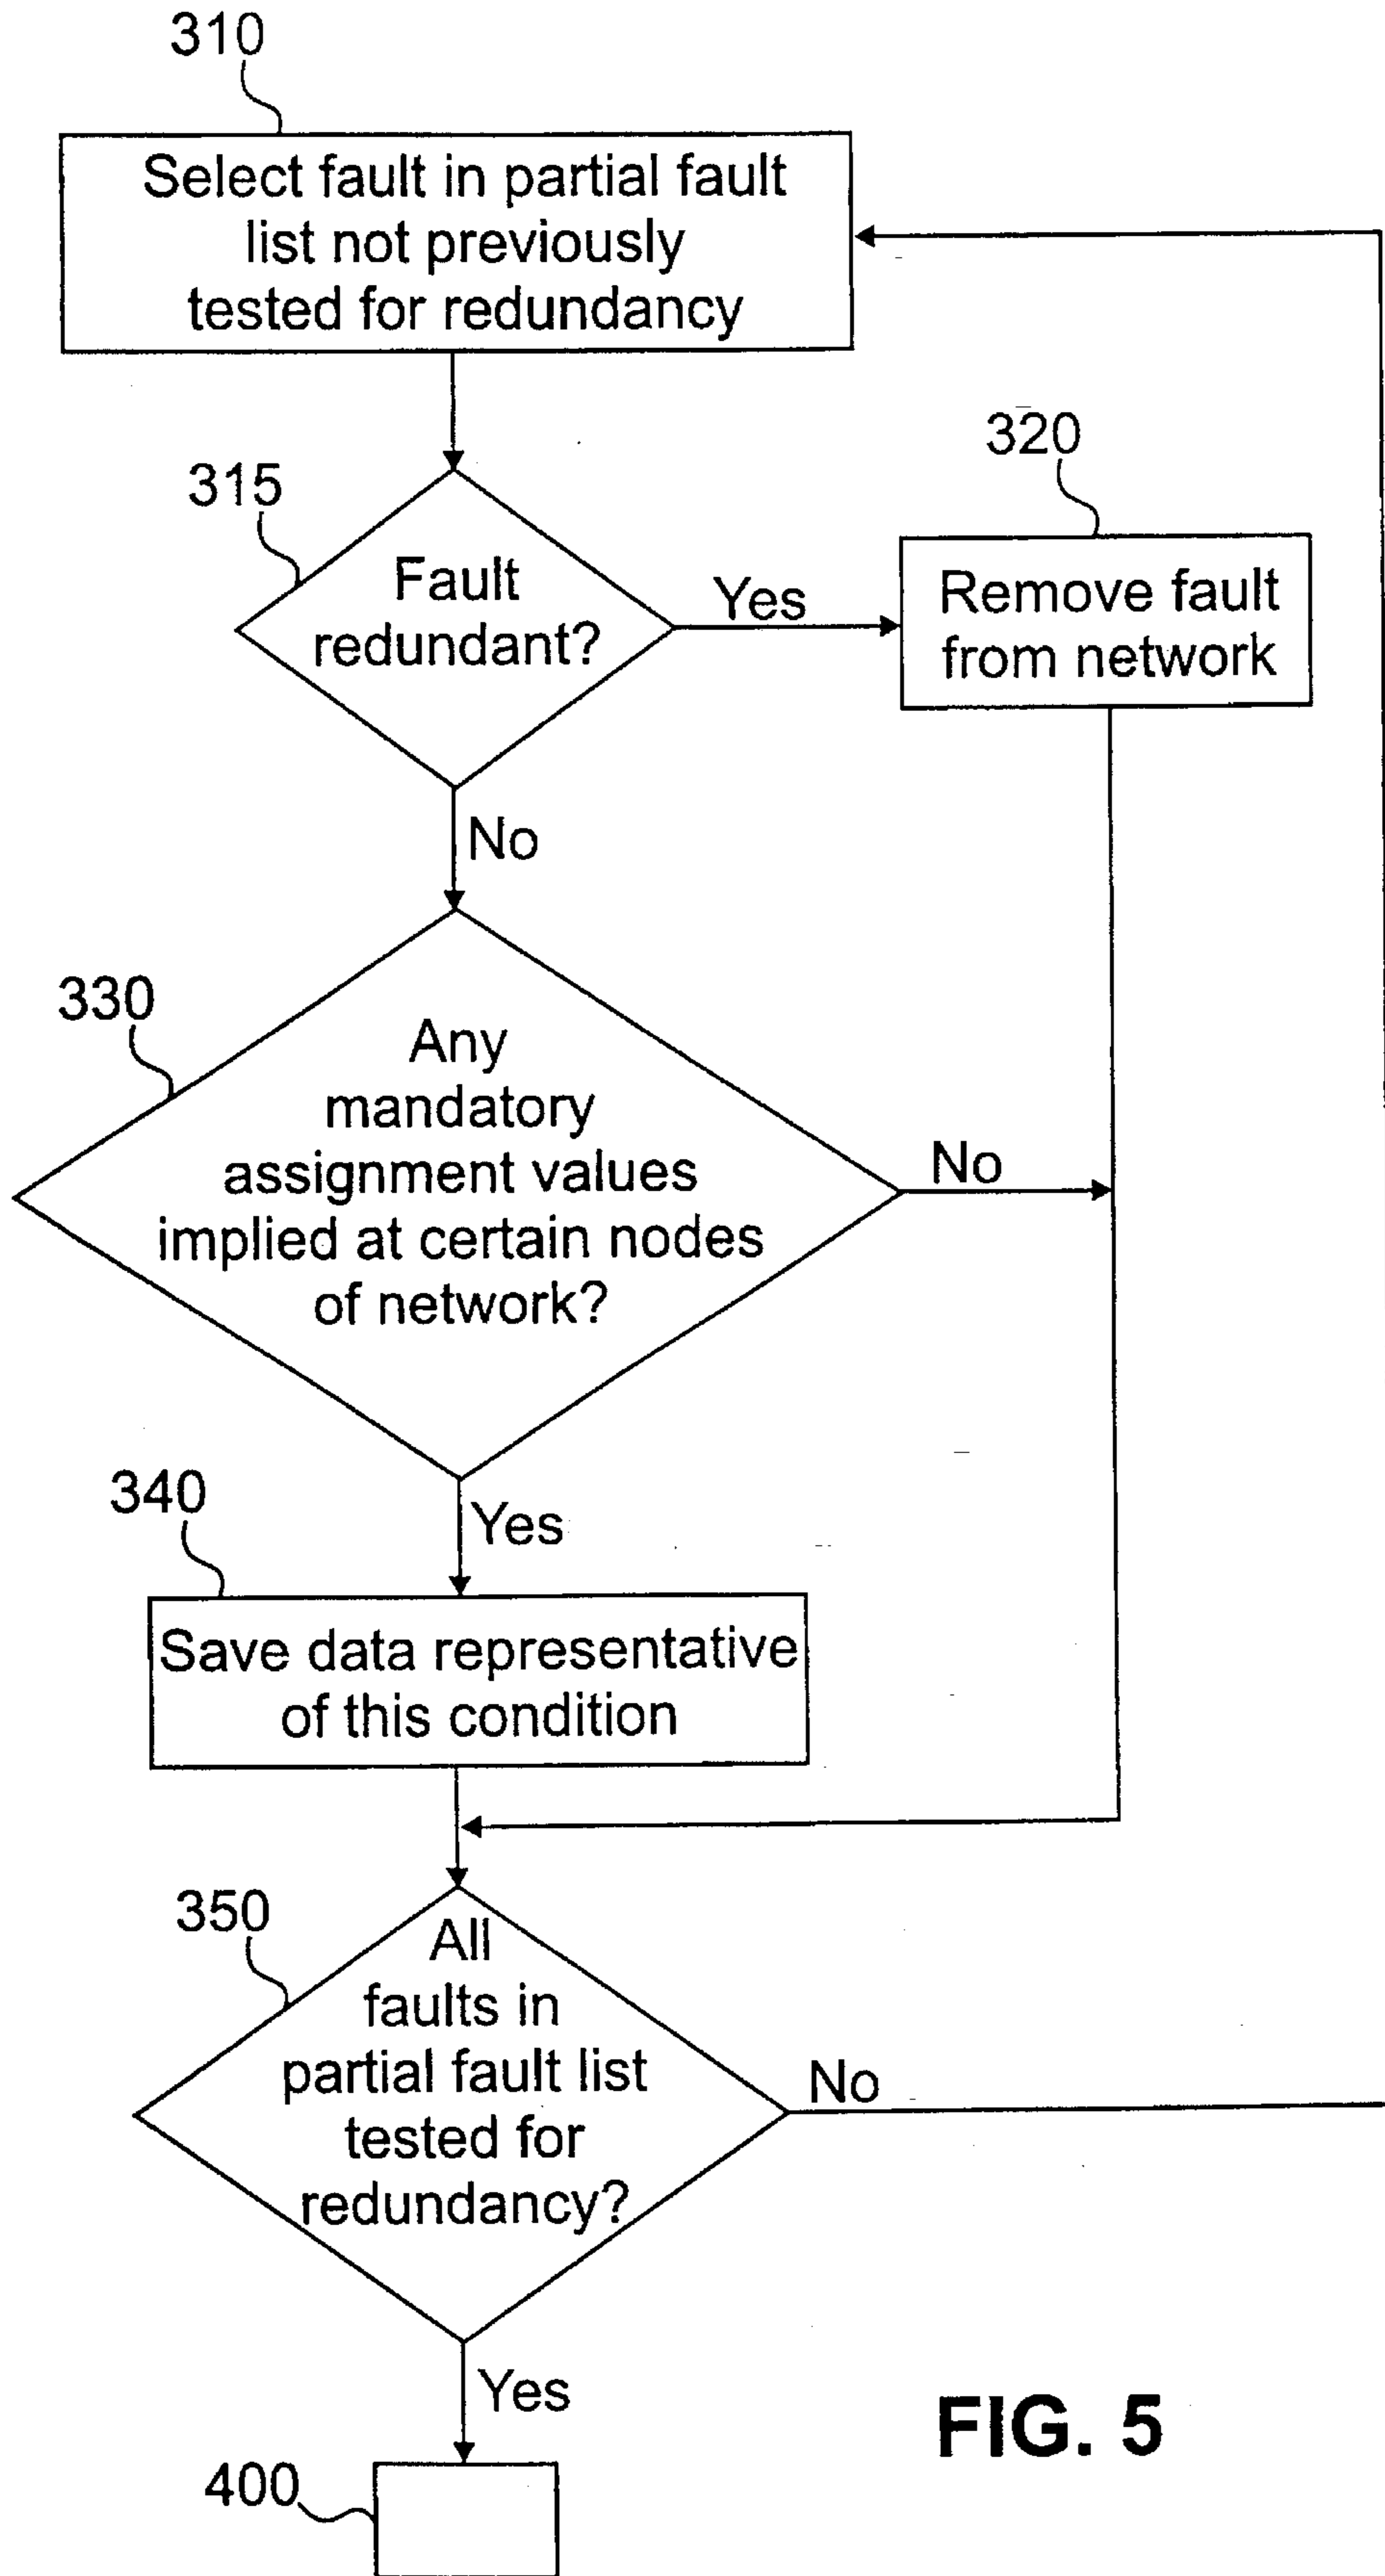 310
Select fault in partial fault
list not previously
tested for redundancy
315
Fault
redundant?
Yes
320
Remove fault
from network
No
330
Any
mandatory
assignment values
implied at certain nodes
of network?
No
Yes
340
Save data representative
of this condition
350
All
faults in
partial fault list
tested for
redundancy?
No
Yes
400
FIG. 5